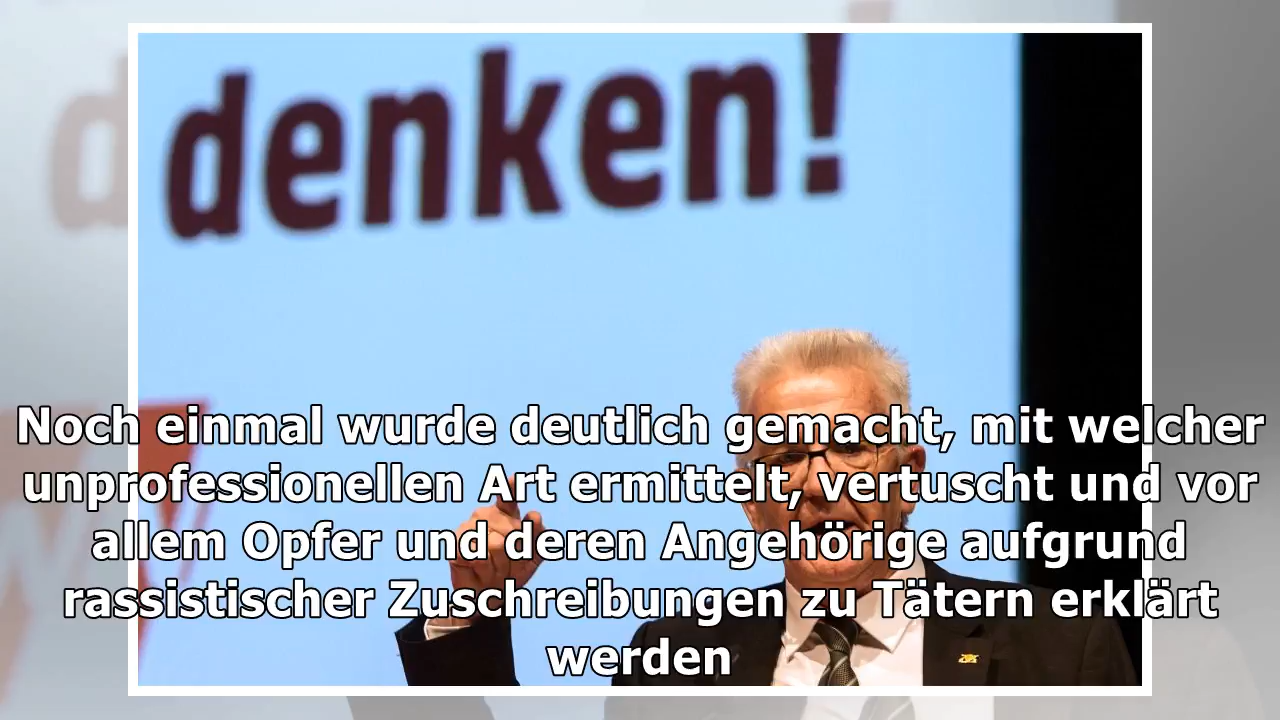 denken!
Noch einmal wurde deutlich gemacht, mit welcher
unprofessionellen Art ermittelt, vertuscht und vor
allem Opfer und deren Angehörige aufgrund
rassistischer Zuschreibungen zu Tätern erklärt
werden